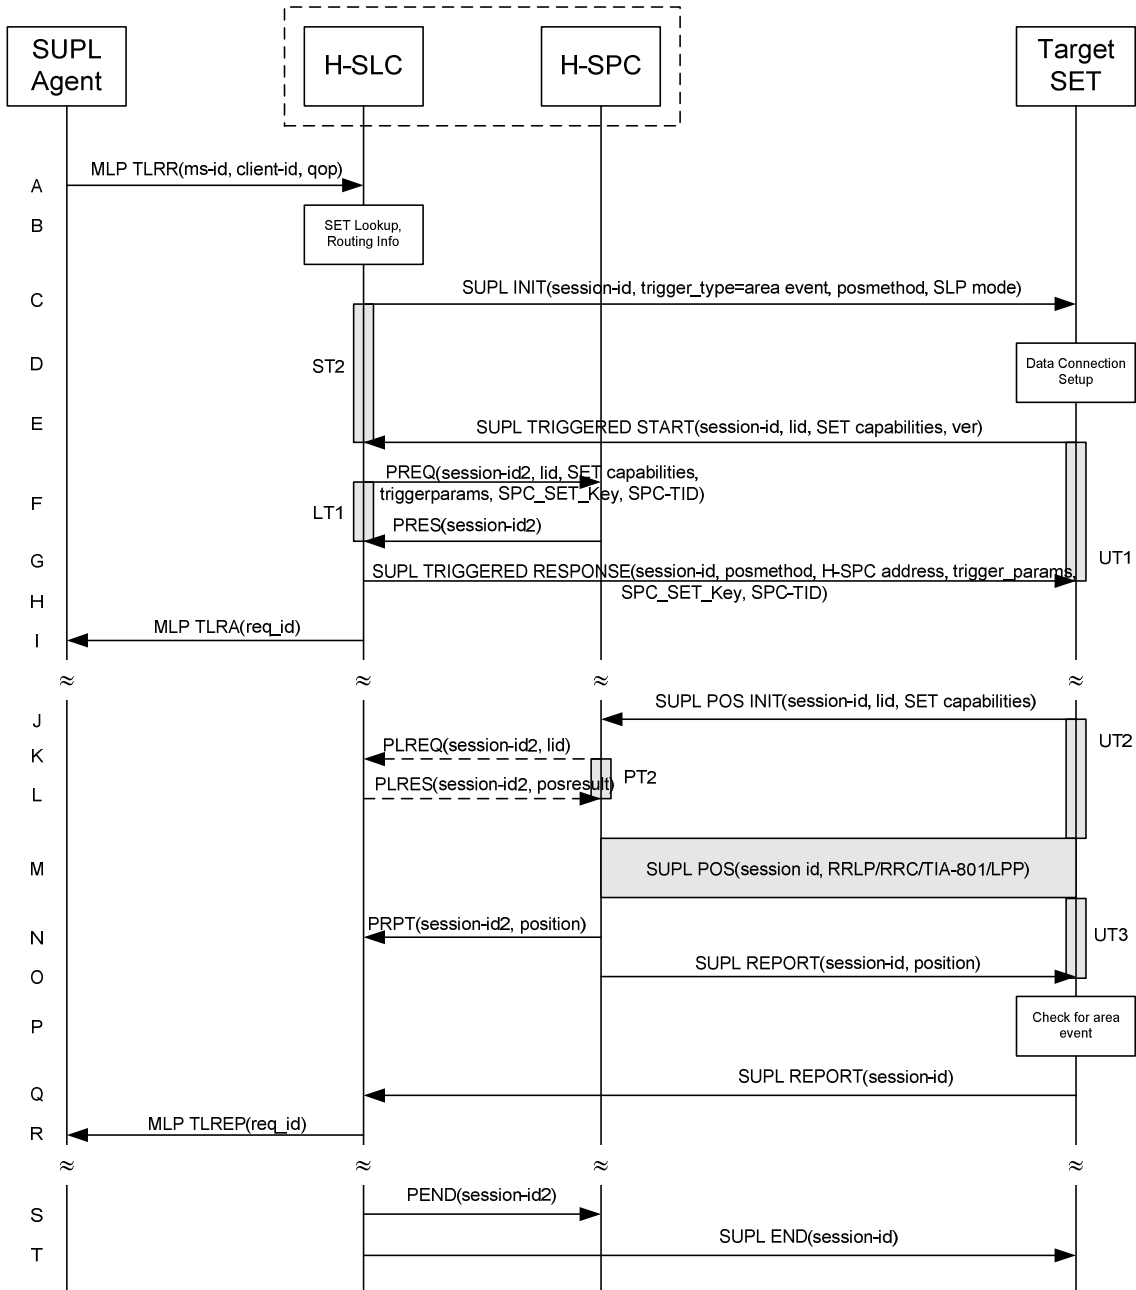 SUPL
Agent
H-SLC
H-SPC
Target
SET
MLP TLRR(ms-id, client-id, qop)
A
B
SET Lookup,
Routing Info
C
SUPL INIT(session-id, trigger_type=area event, posmethod, SLP mode)
D
ST2
Data Connection
Setup
E
SUPL TRIGGERED START(session-id, lid, SET capabilities, ver)
PREQ(session-id2, lid, SET capabilities,
triggerparams, SPC_SET_Key, SPC-TID)
F
LT1
PRES(session-id2)
G
UT1
SUPL TRIGGERED RESPONSE(session-id, posmethod, H-SPC address, trigger_params,
SPC_SET_Key, SPC-TID)
H
MLP TLRA(req_id)
I
≈ ≈ ≈ ≈
SUPL POS INIT(session-id, lid, SET capabilities)
J
UT2
PLREQ(session-id2, lid)
K
PT2
PLRES(session-id2, posresult)
L
M
SUPL POS(session id, RRLP/RRC/TIA-801/LPP)
PRPT(session-id2, position)
N
UT3
SUPL REPORT(session-id, position)
O
Check for area
event
P
SUPL REPORT(session-id)
Q
MLP TLREP(req_id)
R
≈ ≈ ≈ ≈
PEND(session-id2)
S
SUPL END(session-id)
T